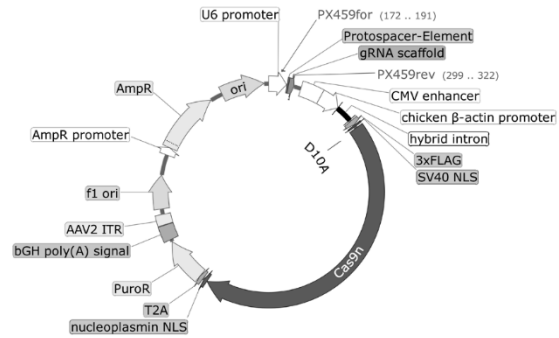 U6 promoter
PX459for (172 .. 191)
Protospacer-Element
gRNA scaffold
PX459rev (299 .. 322)
CMV enhancer
chicken β-actin promoter
hybrid intron
3xFLAG
SV40 NLS
D10A
Cas9n
nucleoplasmin NLS
T2A
PuroR
bGH poly(A) signal
AAV2 ITR
f1 ori
AmpR promoter
AmpR
ori